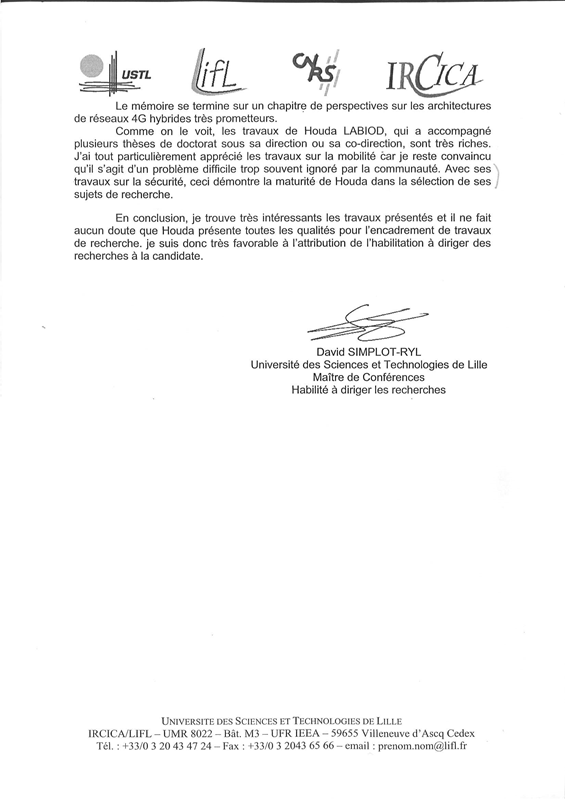 USTL
LifL
CNRS
IRCICA
Le mémoire se termine sur un chapitre de perspectives sur les architectures
de réseaux 4G hybrides très prometteurs.
Comme on le voit, les travaux de Houda LABIOD, qui a accompagné
plusieurs thèses de doctorat sous sa direction ou sa co-direction, sont très riches.
J'ai tout particulièrement apprécié les travaux sur la mobilité car je reste convaincu
qu'il s'agit d'un problème difficile trop souvent ignoré par la communauté. Avec ses
travaux sur la sécurité, ceci démontre la maturité de Houda dans la sélection de ses
sujets de recherche.
En conclusion, je trouve très intéressants les travaux présentés et il ne fait
aucun doute que Houda présente toutes les qualités pour l'encadrement de travaux
de recherche. je suis donc très favorable à l'attribution de l'habilitation à diriger des
recherches à la candidate.
David SIMPLOT-RYL
Université des Sciences et Technologies de Lille
Maître de Conférences
Habilité à diriger les recherches
UNIVERSITE DES SCIENCES ET TECHNOLOGIES DE LILLE
IRCICA/LIFL – UMR 8022 – Bât. M3 – UFR IEEA – 59655 Villeneuve d'Ascq Cedex
Tél. : +33/0 3 20 43 47 24 – Fax : +33/0 3 2043 65 66 – email : prenom.nom@lifl.fr